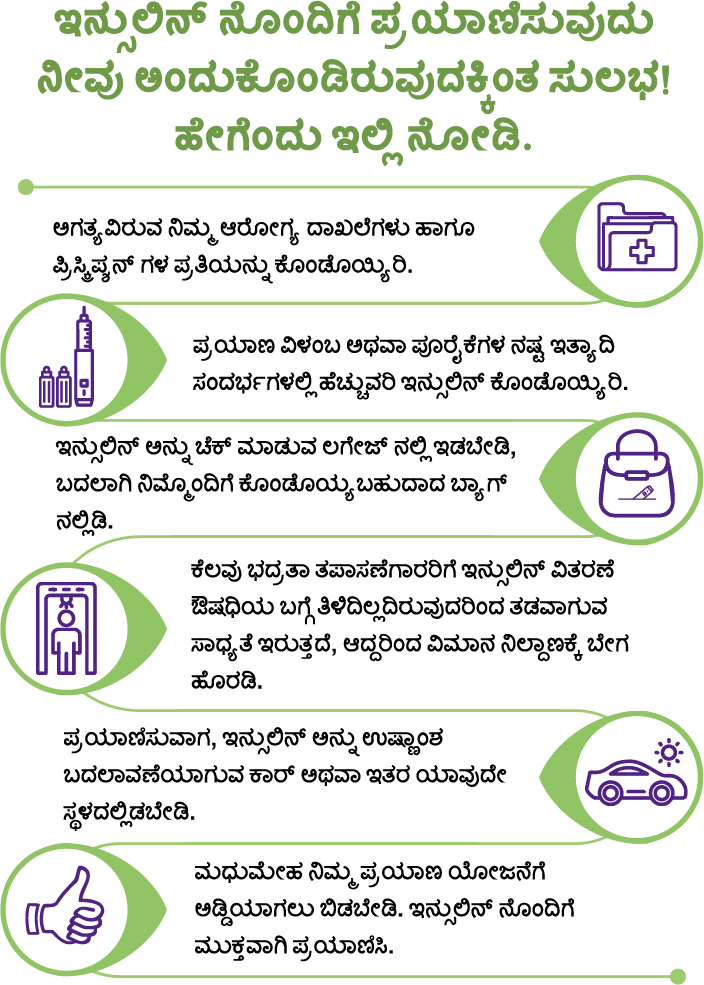 ಇನ್ಸುಲಿನ್ ನೊಂದಿಗೆ ಪ್ರಯಾಣಿಸುವುದು
ನೀವು ಅಂದುಕೊಂಡಿರುವುದಕ್ಕಿಂತ ಸುಲಭ!
ಹೇಗೆಂದು ಇಲ್ಲಿ ನೋಡಿ.
ಅಗತ್ಯವಿರುವ ನಿಮ್ಮ ಆರೋಗ್ಯ ದಾಖಲೆಗಳು ಹಾಗೂ
ಪ್ರಿಸ್ಕ್ರಿಪ್ಶನ್ ಗಳ ಪ್ರತಿಯನ್ನು ಕೊಂಡೊಯ್ಯಿರಿ.
ಪ್ರಯಾಣ ವಿಳಂಬ ಅಥವಾ ಪೂರೈಕೆಗಳ ನಷ್ಟ ಇತ್ಯಾದಿ
ಸಂದರ್ಭಗಳಲ್ಲಿ ಹೆಚ್ಚುವರಿ ಇನ್ಸುಲಿನ್ ಕೊಂಡೊಯ್ಯಿರಿ.
ಇನ್ಸುಲಿನ್ ಅನ್ನು ಚೆಕ್ ಮಾಡುವ ಲಗೇಜ್ ನಲ್ಲಿ ಇಡಬೇಡಿ,
ಬದಲಾಗಿ ನಿಮ್ಮೊಂದಿಗೆ ಕೊಂಡೊಯ್ಯಬಹುದಾದ ಬ್ಯಾಗ್
ನಲ್ಲಿಡಿ.
ಕೆಲವು ಭದ್ರತಾ ತಪಾಸಣೆಗಾರರಿಗೆ ಇನ್ಸುಲಿನ್ ವಿತರಣೆ
ಔಷಧಿಯ ಬಗ್ಗೆ ತಿಳಿದಿಲ್ಲದಿರುವುದರಿಂದ ತಡವಾಗುವ
ಸಾಧ್ಯತೆ ಇರುತ್ತದೆ, ಆದ್ದರಿಂದ ವಿಮಾನ ನಿಲ್ದಾಣಕ್ಕೆ ಬೇಗ
ಹೊರಡಿ.
ಪ್ರಯಾಣಿಸುವಾಗ, ಇನ್ಸುಲಿನ್ ಅನ್ನು ಉಷ್ಣಾಂಶ
ಬದಲಾವಣೆಯಾಗುವ ಕಾರ್ ಅಥವಾ ಇತರ ಯಾವುದೇ
ಸ್ಥಳದಲ್ಲಿಡಬೇಡಿ.
ಮಧುಮೇಹ ನಿಮ್ಮ ಪ್ರಯಾಣ ಯೋಜನೆಗೆ
ಅಡ್ಡಿಯಾಗಲು ಬಿಡಬೇಡಿ. ಇನ್ಸುಲಿನ್ ನೊಂದಿಗೆ
ಮುಕ್ತವಾಗಿ ಪ್ರಯಾಣಿಸಿ.